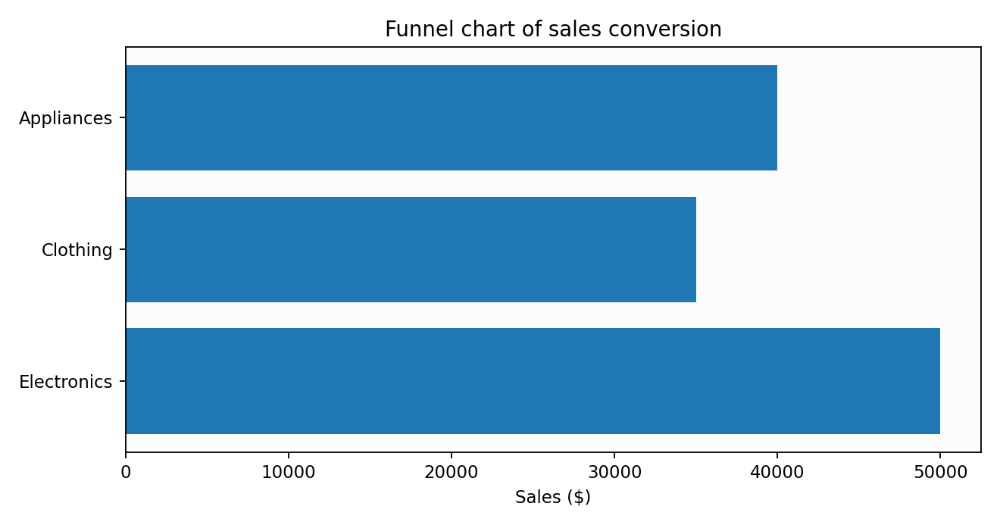 Funnel chart of sales conversion
Appliances
Clothing
Electronics
0 10000 20000 30000 40000 50000
Sales ($)